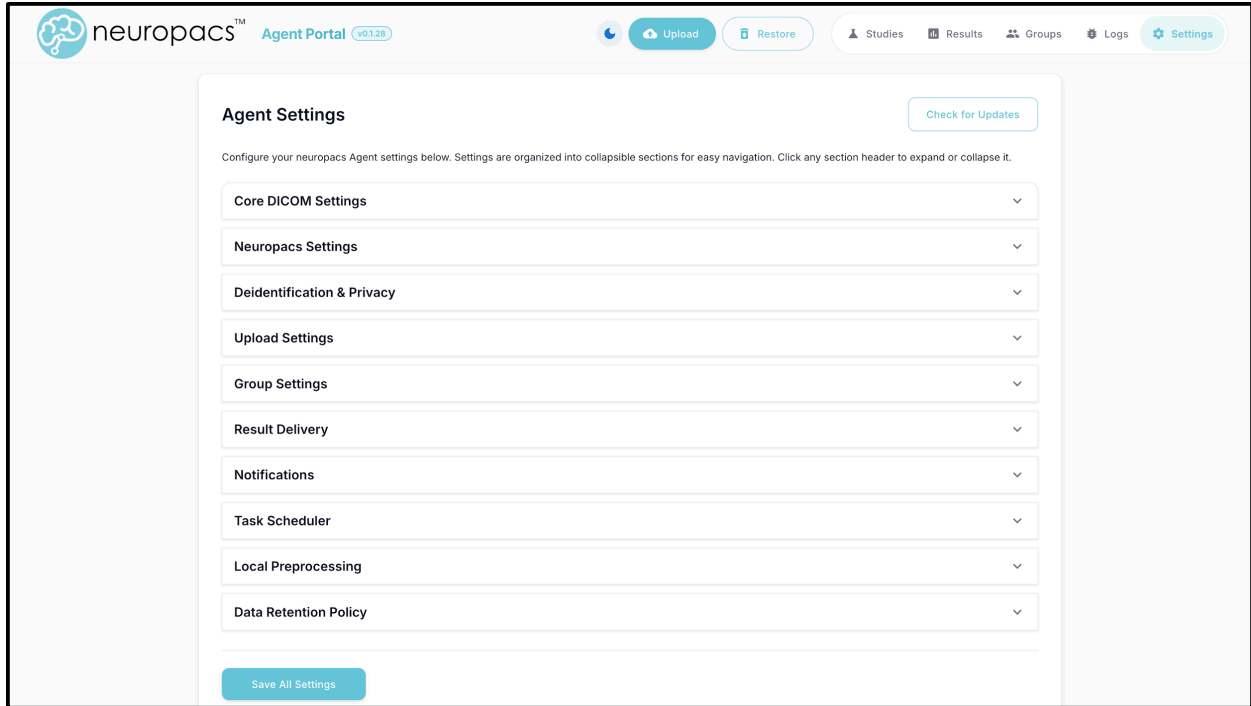 neuropacs™ Agent Portal v0.1.28 Upload Restore Studies Results Groups Logs Settings
Agent Settings Check for Updates
Configure your neuropacs Agent settings below. Settings are organized into collapsible sections for easy navigation. Click any section header to expand or collapse it.
Core DICOM Settings
Neuropacs Settings
Deidentification & Privacy
Upload Settings
Group Settings
Result Delivery
Notifications
Task Scheduler
Local Preprocessing
Data Retention Policy
Save All Settings